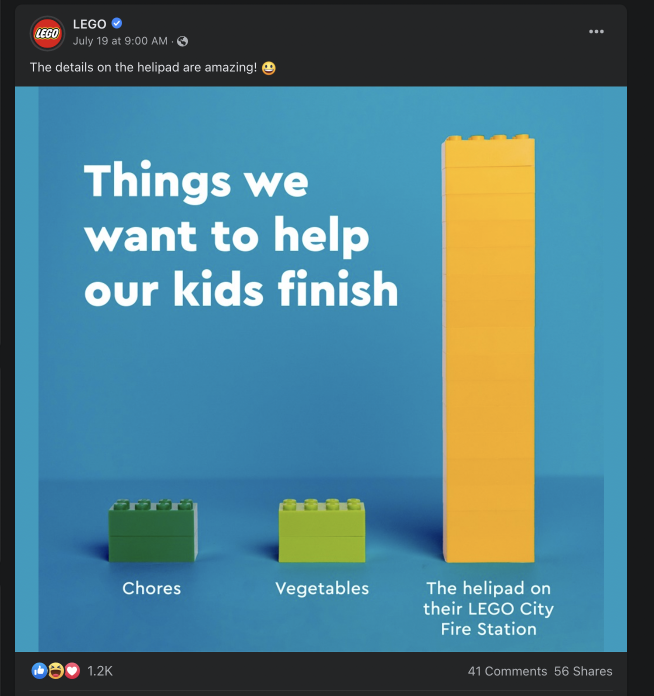 LEGO
LEGO
July 19 at 9:00 AM ·
The details on the helipad are amazing! 😃
Things we
want to help
our kids finish
Chores
Vegetables
The helipad on
their LEGO City
Fire Station
1.2K
41 Comments 56 Shares